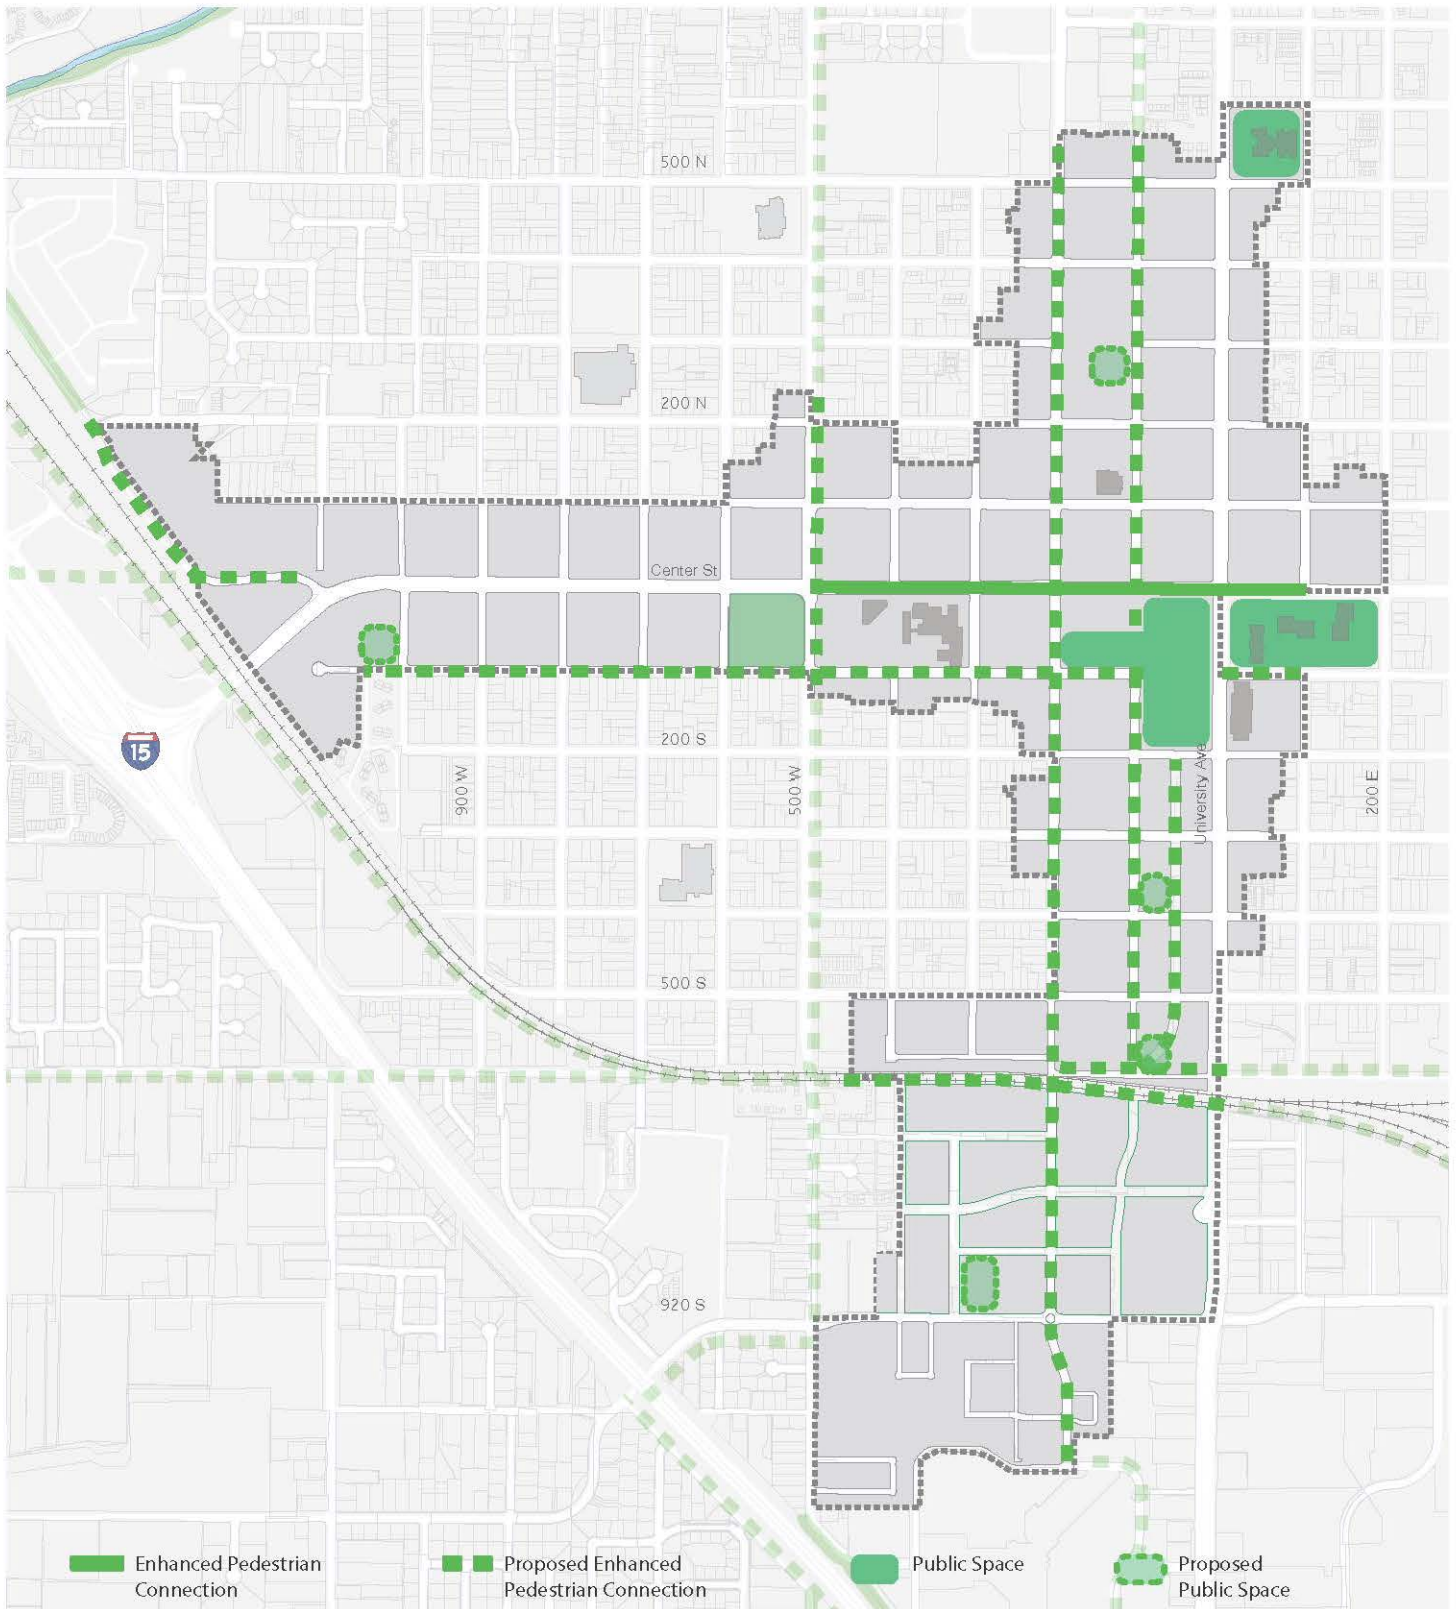 500 N
200 N
Center St
15
200 S
900 W
500 W
University Ave
200 E
500 S
920 S
Enhanced Pedestrian
Connection
Proposed Enhanced
Pedestrian Connection
Public Space
Proposed
Public Space